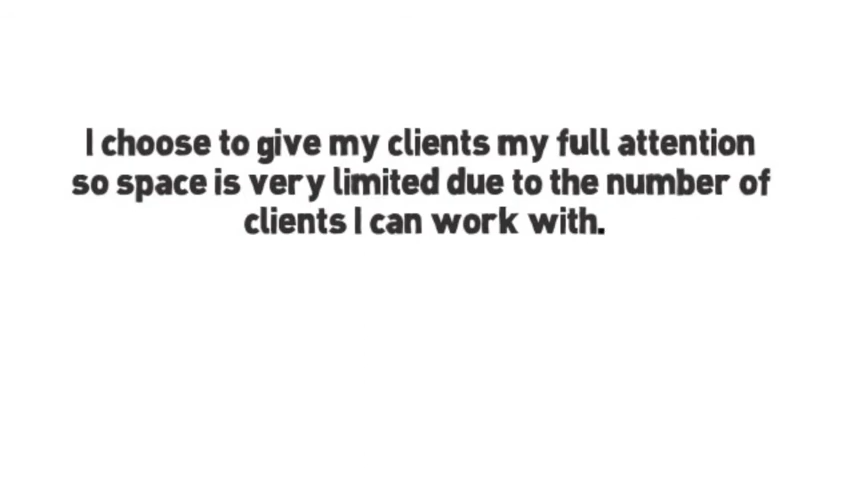 I choose to give my clients my full attention
so space is very limited due to the number of
clients I can work with.